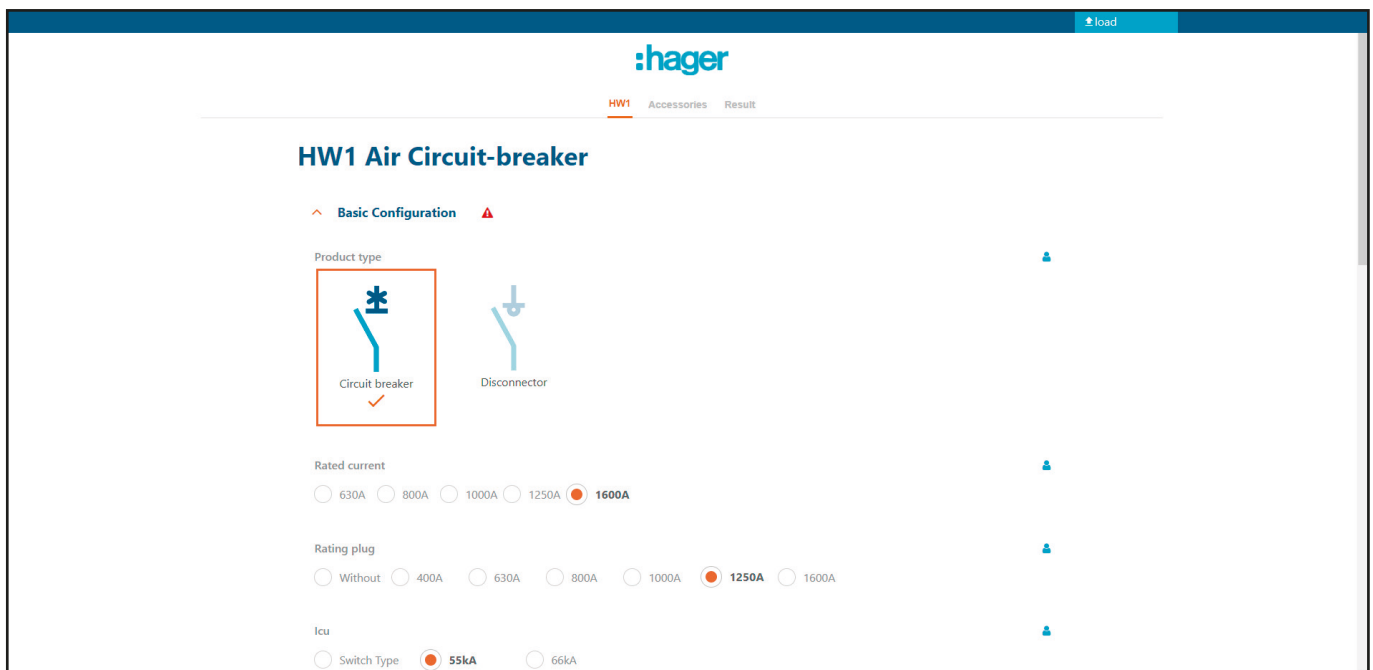 load
:hager
HW1 Accessories Result
HW1 Air Circuit-breaker
Basic Configuration
Product type
Circuit breaker Disconnector
Rated current
630A 800A 1000A 1250A 1600A
Rating plug
Without 400A 630A 800A 1000A 1250A 1600A
Icu
Switch Type 55kA 66kA